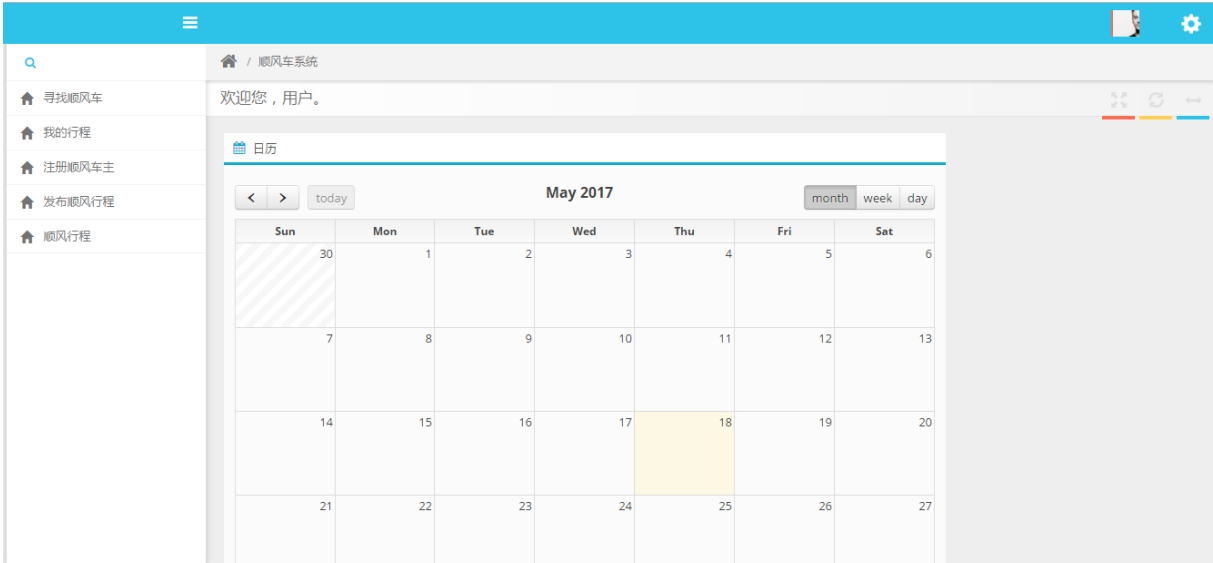 / 顺风车系统
寻找顺风车
我的行程
注册顺风车主
发布顺风行程
顺风行程
欢迎您，用户。
日历
today
May 2017
month week day
Sun Mon Tue Wed Thu Fri Sat
30 1 2 3 4 5 6
7 8 9 10 11 12 13
14 15 16 17 18 19 20
21 22 23 24 25 26 27